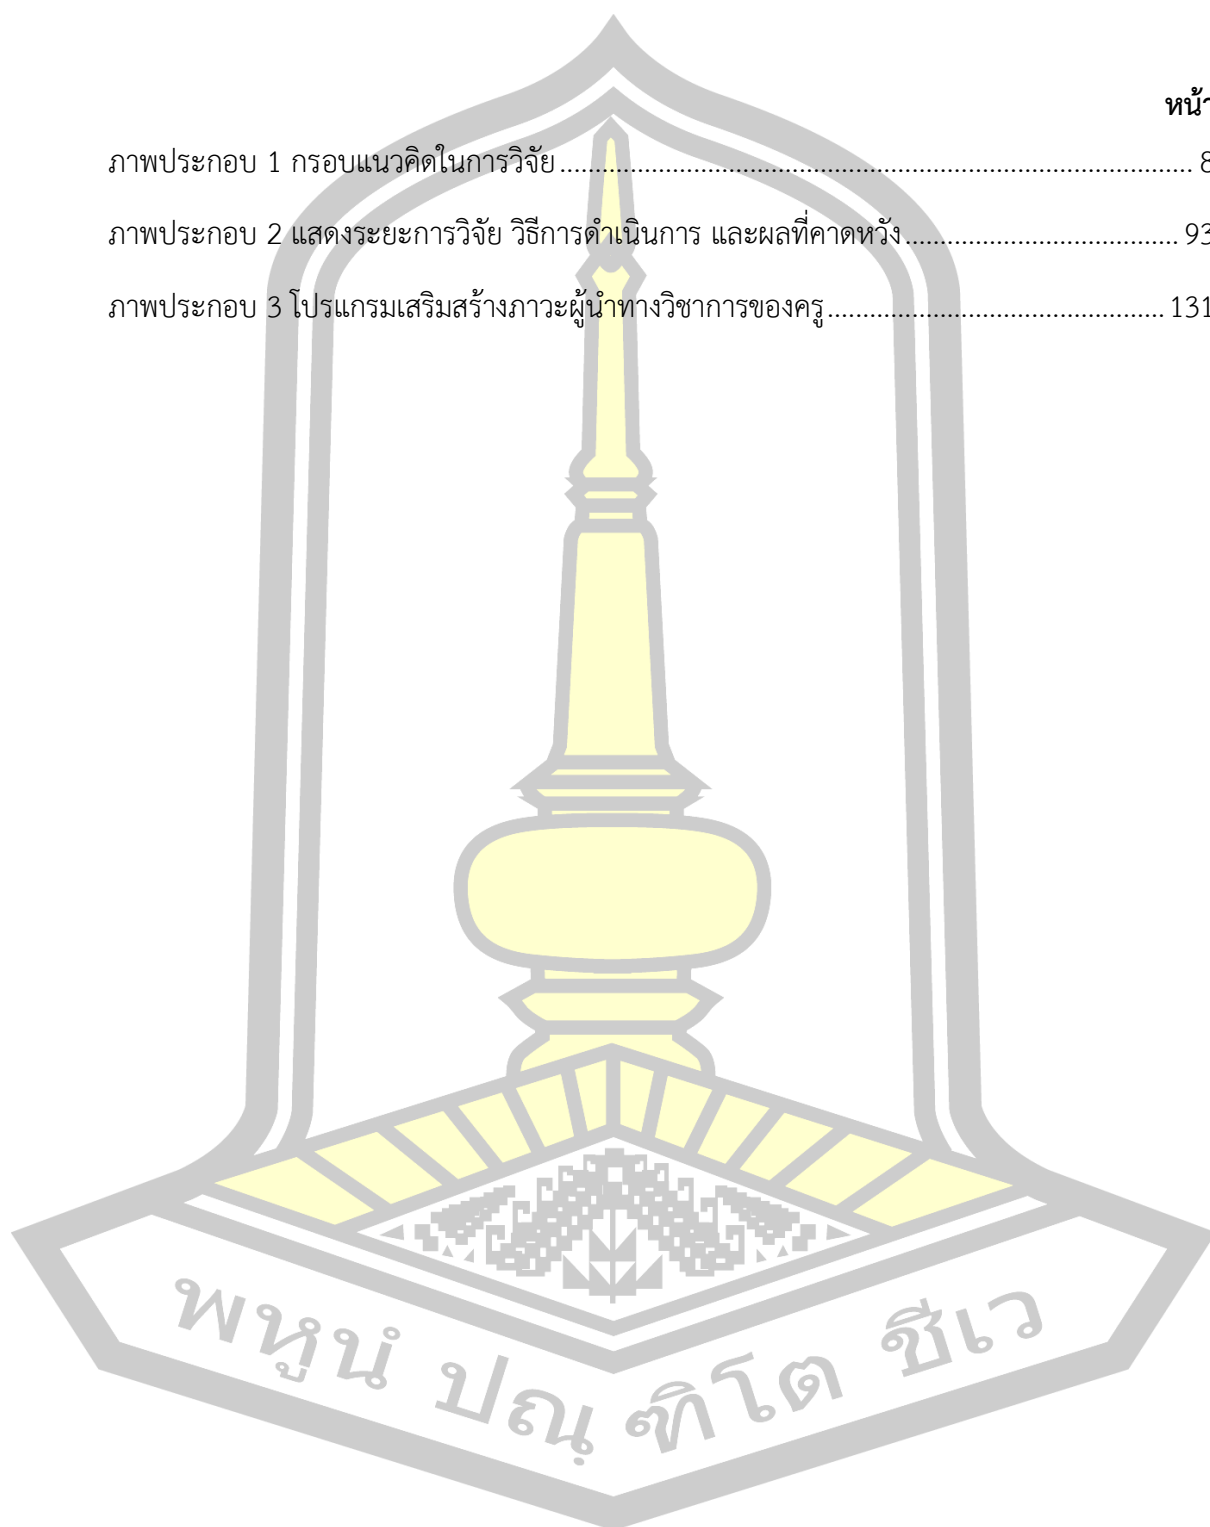 หน้า
ภาพประกอบ 1 กรอบแนวคิดในการวิจัย ........................................................................................... 8
ภาพประกอบ 2 แสดงระยะการวิจัย วิธีการดำเนินการ และผลที่คาดหวัง ....................................... 93
ภาพประกอบ 3 โปรแกรมเสริมสร้างภาวะผู้นำทางวิชาการของครู ................................................ 131
พหูนํ ปณฺฑิโต ชีเว